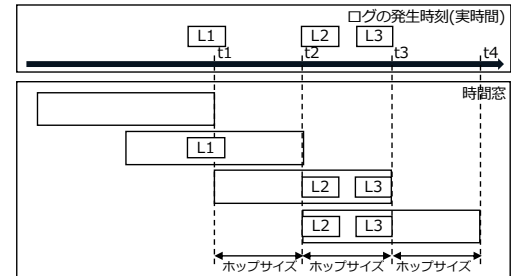 ログの発生時刻(実時間)
L1 L2 L3
t1 t2 t3 t4
時間窓
L1
L2 L3
L2 L3
ホップサイズ ホップサイズ ホップサイズ